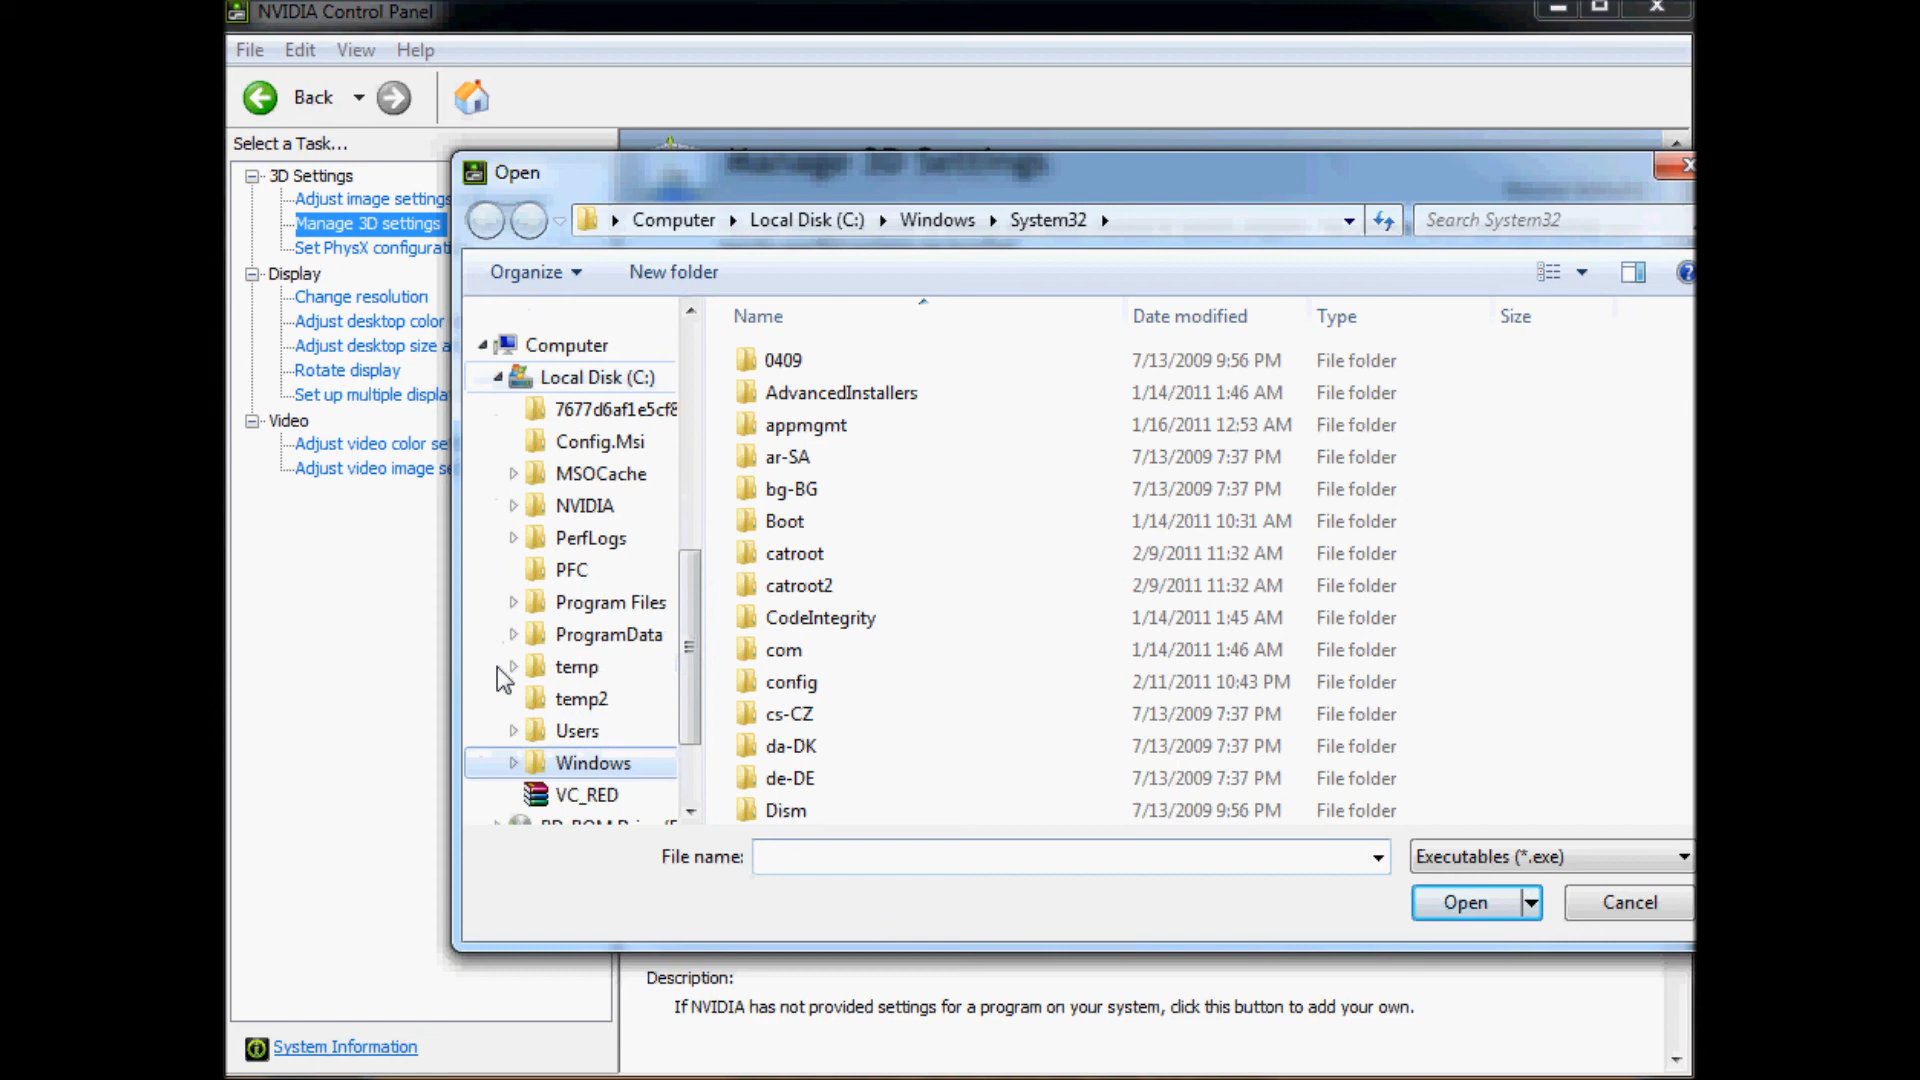 NVIDIA Control Panel
File Edit View Help
Back
Select a Task...
3D Settings
Adjust image settings
Manage 3D settings
Set PhysX configurati
Display
Change resolution
Adjust desktop color
Adjust desktop size a
Rotate display
Set up multiple displa
Video
Adjust video color se
Adjust video image se
System Information
Manage 3D Settings
Open
Computer Local Disk (C:) Windows System32
Search System32
Organize New folder
Computer
Local Disk (C:)
7677d6af1e5cf8
Config.Msi
MSOCache
NVIDIA
PerfLogs
PFC
Program Files
ProgramData
temp
temp2
Users
Windows
VC_RED
Name Date modified Type Size
0409 7/13/2009 9:56 PM File folder
AdvancedInstallers 1/14/2011 1:46 AM File folder
appmgmt 1/16/2011 12:53 AM File folder
ar-SA 7/13/2009 7:37 PM File folder
bg-BG 7/13/2009 7:37 PM File folder
Boot 1/14/2011 10:31 AM File folder
catroot 2/9/2011 11:32 AM File folder
catroot2 2/9/2011 11:32 AM File folder
CodeIntegrity 1/14/2011 1:45 AM File folder
com 1/14/2011 1:46 AM File folder
config 2/11/2011 10:43 PM File folder
cs-CZ 7/13/2009 7:37 PM File folder
da-DK 7/13/2009 7:37 PM File folder
de-DE 7/13/2009 7:37 PM File folder
Dism 7/13/2009 9:56 PM File folder
File name: Executables (*.exe)
Open Cancel
Description:
If NVIDIA has not provided settings for a program on your system, click this button to add your own.